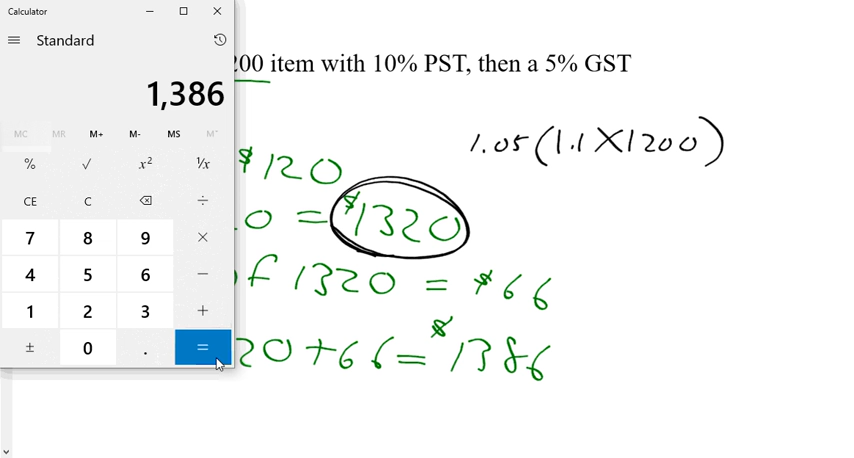 Calculator
Standard
1,386
MC MR M+ M- MS
% √ x² ¹/x
CE C ÷
7 8 9 ×
4 5 6 −
1 2 3 +
± 0 . =
200 item with 10% PST, then a 5% GST
1.05(1.1×1200)
$120
0 = $1320
of 1320 = $66
20+66=$1386